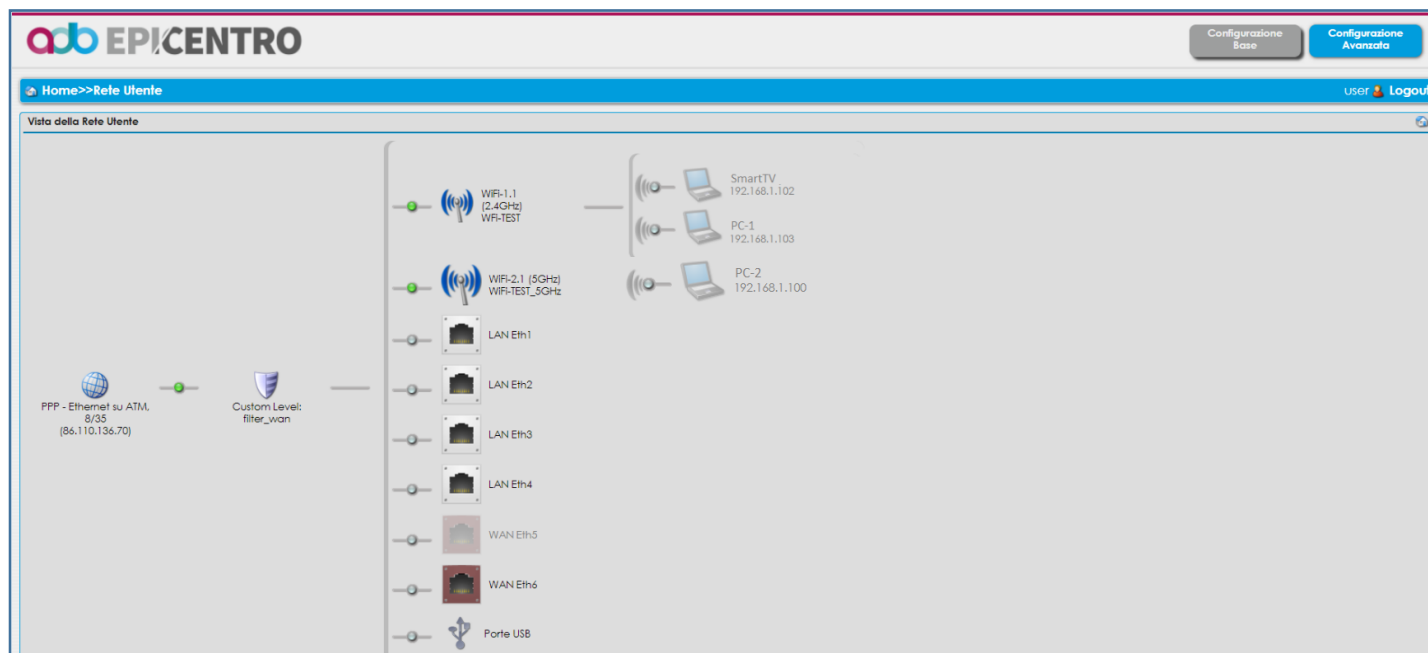 adb EPICENTRO
Configurazione
Base
Configurazione
Avanzata
Home>>Rete Utente
user
Logout
Vista della Rete Utente
WiFi-1.1
(2.4GHz)
WFI-TEST
SmartTV
192.168.1.102
PC-1
192.168.1.103
WiFi-2.1 (5GHz)
WIFI-TEST_5GHz
PC-2
192.168.1.100
LAN Eth1
LAN Eth2
PPP - Ethernet su ATM,
8/35
(86.110.136.70)
Custom Level:
filter_wan
LAN Eth3
LAN Eth4
WAN Eth5
WAN Eth6
Porte USB